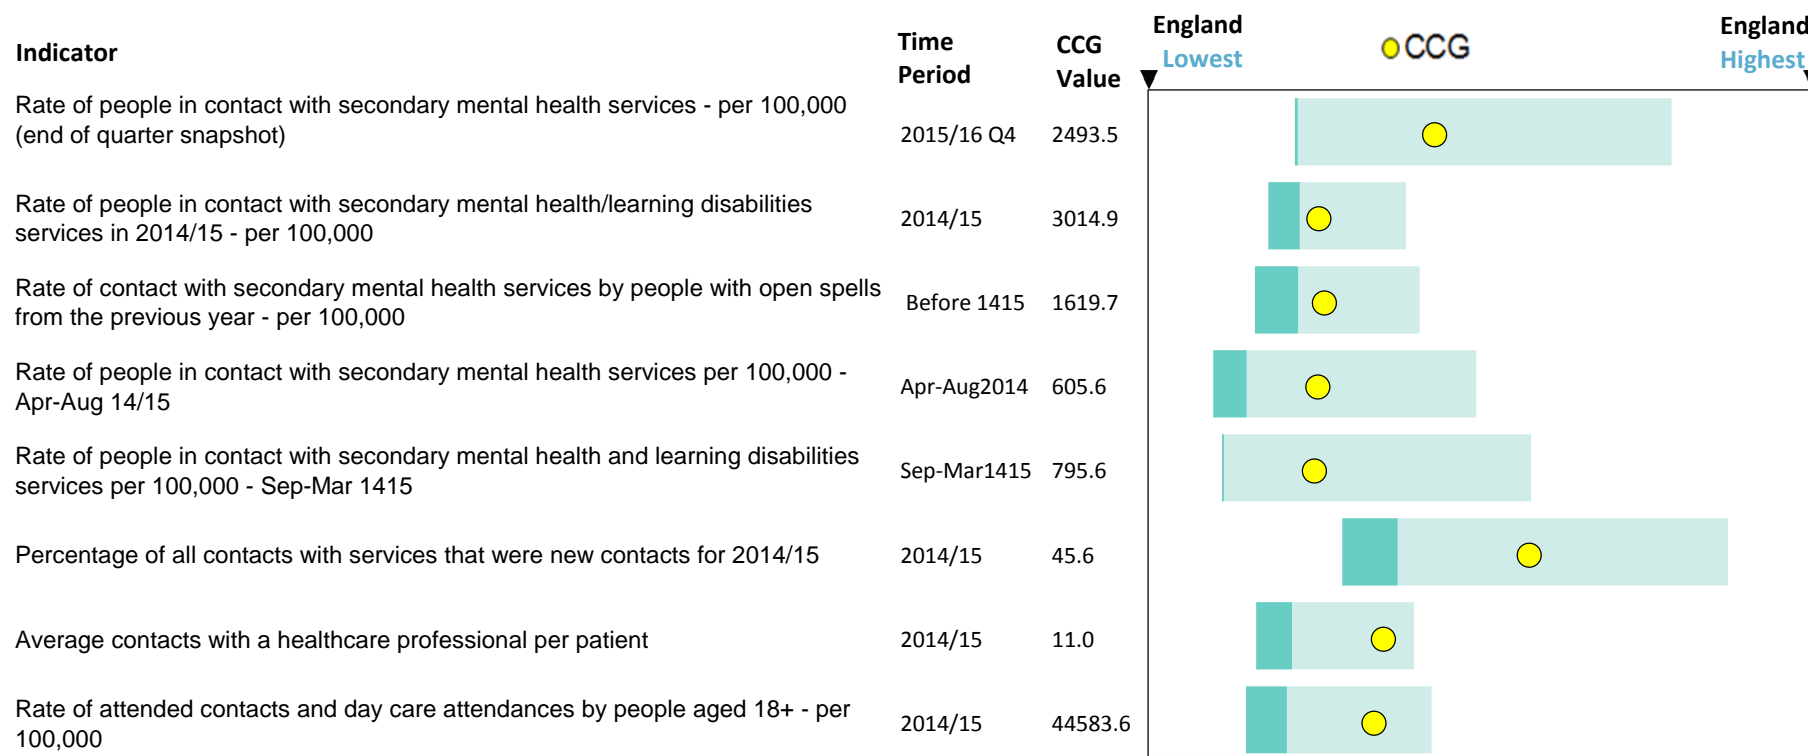 Indicator
Time Period
CCG Value
England Lowest
CCG
England Highest
Rate of people in contact with secondary mental health services - per 100,000
(end of quarter snapshot)
2015/16 Q4 2493.5
Rate of people in contact with secondary mental health/learning disabilities
services in 2014/15 - per 100,000
2014/15 3014.9
Rate of contact with secondary mental health services by people with open spells
from the previous year - per 100,000
Before 1415 1619.7
Rate of people in contact with secondary mental health services per 100,000 -
Apr-Aug 14/15
Apr-Aug2014 605.6
Rate of people in contact with secondary mental health and learning disabilities
services per 100,000 - Sep-Mar 1415
Sep-Mar1415 795.6
Percentage of all contacts with services that were new contacts for 2014/15 2014/15 45.6
Average contacts with a healthcare professional per patient 2014/15 11.0
Rate of attended contacts and day care attendances by people aged 18+ - per
100,000
2014/15 44583.6